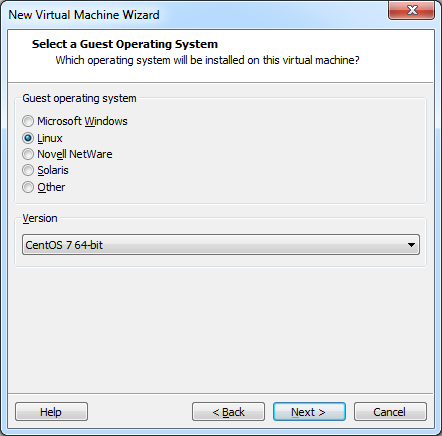 New Virtual Machine Wizard
Select a Guest Operating System
Which operating system will be installed on this virtual machine?
Guest operating system
Microsoft Windows
Linux
Novell NetWare
Solaris
Other
Version
CentOS 7 64-bit
Help
< Back
Next >
Cancel